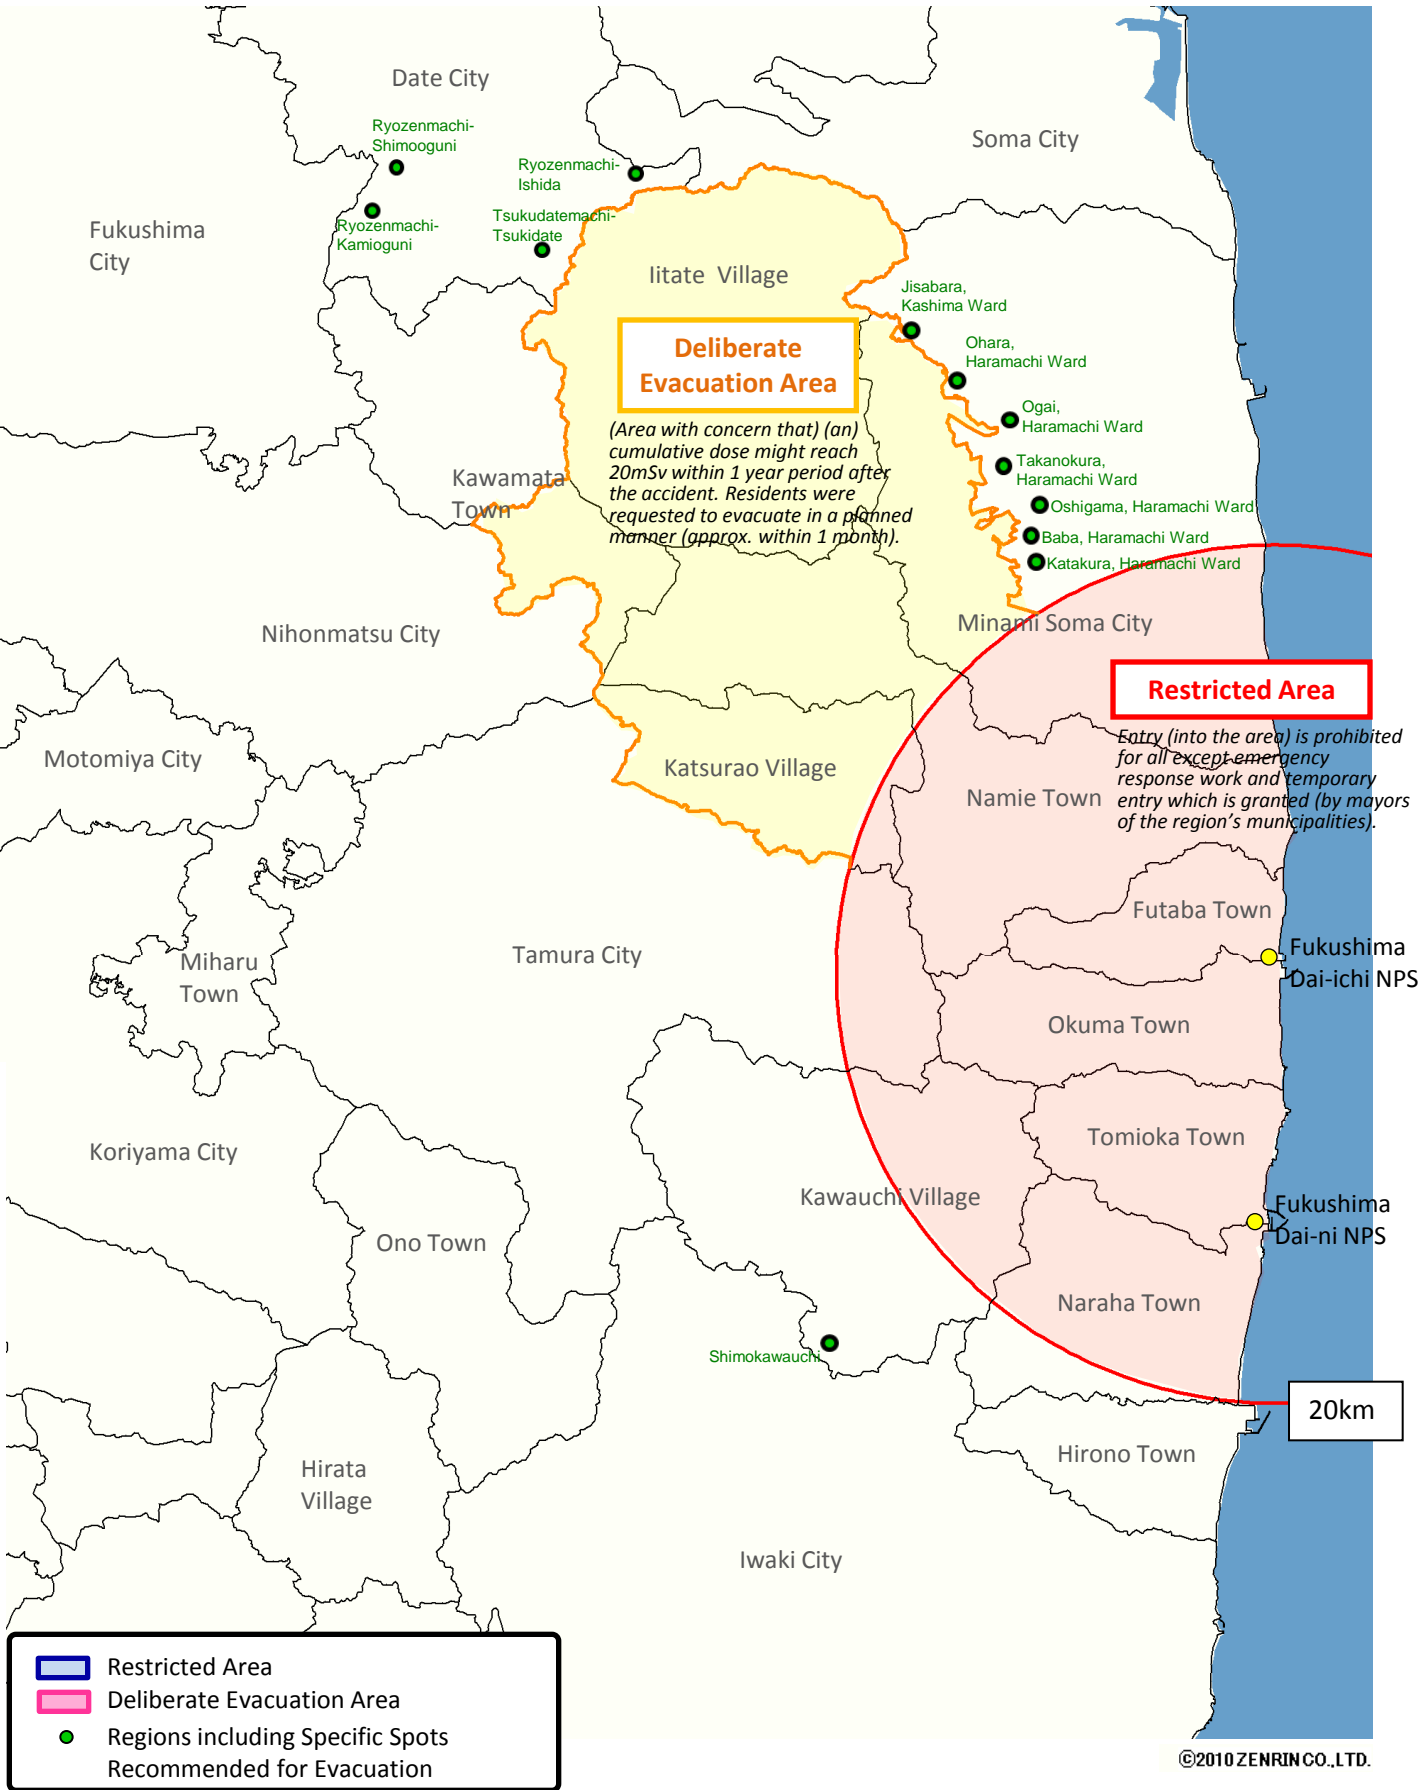 Date City
Soma City
Ryozenmachi-
Shimooguni
Ryozenmachi-
Ishida
Ryozenmachi-
Kamioguni
Tsukudatemachi-
Tsukidate
Fukushima
City
Iitate  Village
Jisabara,
Kashima Ward
Deliberate
Evacuation Area
Ohara,
Haramachi Ward
Ogai,
Haramachi Ward
(Area with concern that) (an)
cumulative dose might reach
20mSv within 1 year period after
the accident. Residents were
requested to evacuate in a planned
manner (approx. within 1 month).
Kawamata
Town
Takanokura,
Haramachi Ward
Oshigama, Haramachi Ward
Baba, Haramachi Ward
Katakura, Haramachi Ward
Nihonmatsu City
Minami Soma City
Restricted Area
Entry (into the area) is prohibited
for all except emergency
response work and temporary
entry which is granted (by mayors
of the region's municipalities).
Motomiya City
Katsurao Village
Namie Town
Futaba Town
Fukushima
Dai-ichi NPS
Miharu
Town
Tamura City
Okuma Town
Koriyama City
Tomioka Town
Kawauchi Village
Fukushima
Dai-ni NPS
Ono Town
Naraha Town
Shimokawauchi
20km
Hirono Town
Hirata
Village
Iwaki City
Restricted Area
Deliberate Evacuation Area
Regions including Specific Spots
Recommended for Evacuation
©2010 ZENRIN CO.,LTD.